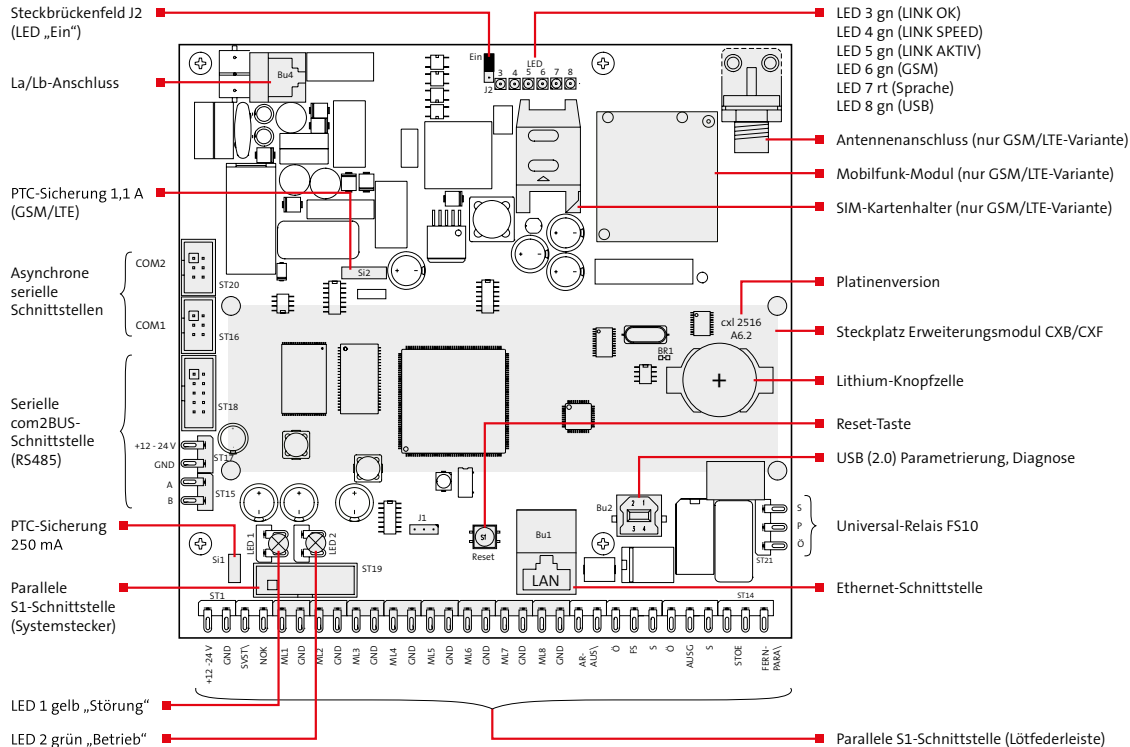 Steckbrückenfeld J2
(LED „Ein“)
La/Lb-Anschluss
PTC-Sicherung 1,1 A
(GSM/LTE)
Asynchrone
serielle
Schnittstellen
Serielle
com2BUS-
Schnittstelle
(RS485)
PTC-Sicherung
250 mA
Parallele
S1-Schnittstelle
(Systemstecker)
LED 1 gelb „Störung“
LED 2 grün „Betrieb“
LED 3 gn (LINK OK)
LED 4 gn (LINK SPEED)
LED 5 gn (LINK AKTIV)
LED 6 gn (GSM)
LED 7 rt (Sprache)
LED 8 gn (USB)
Antennenanschluss (nur GSM/LTE-Variante)
Mobilfunk-Modul (nur GSM/LTE-Variante)
SIM-Kartenhalter (nur GSM/LTE-Variante)
Platinenversion
Steckplatz Erweiterungsmodul CXB/CXF
Lithium-Knopfzelle
Reset-Taste
USB (2.0) Parametrierung, Diagnose
Universal-Relais FS10
Ethernet-Schnittstelle
Parallele S1-Schnittstelle (Lötfederleiste)
Bu4
Ein
LED
3 4 5 6 7 8
J2
Si2
COM2
ST20
COM1
ST16
ST18
+12 - 24 V
GND
ST17
A
B
ST15
cxl 2516
A6.2
BR1
+
Bu2
2 1
3 4
S
P
Ö
ST21
J1
S1
Reset
Bu1
LAN
LED 1
LED 2
Si1
ST19
ST1
ST14
+12 -24 V
GND
SVST\
NOK
ML1
GND
ML2
GND
ML3
GND
ML4
GND
ML5
GND
ML6
GND
ML7
GND
ML8
GND
AR-
AUS\
Ö
FS
S
Ö
AUSG
S
STOE
FERN-
PARA\